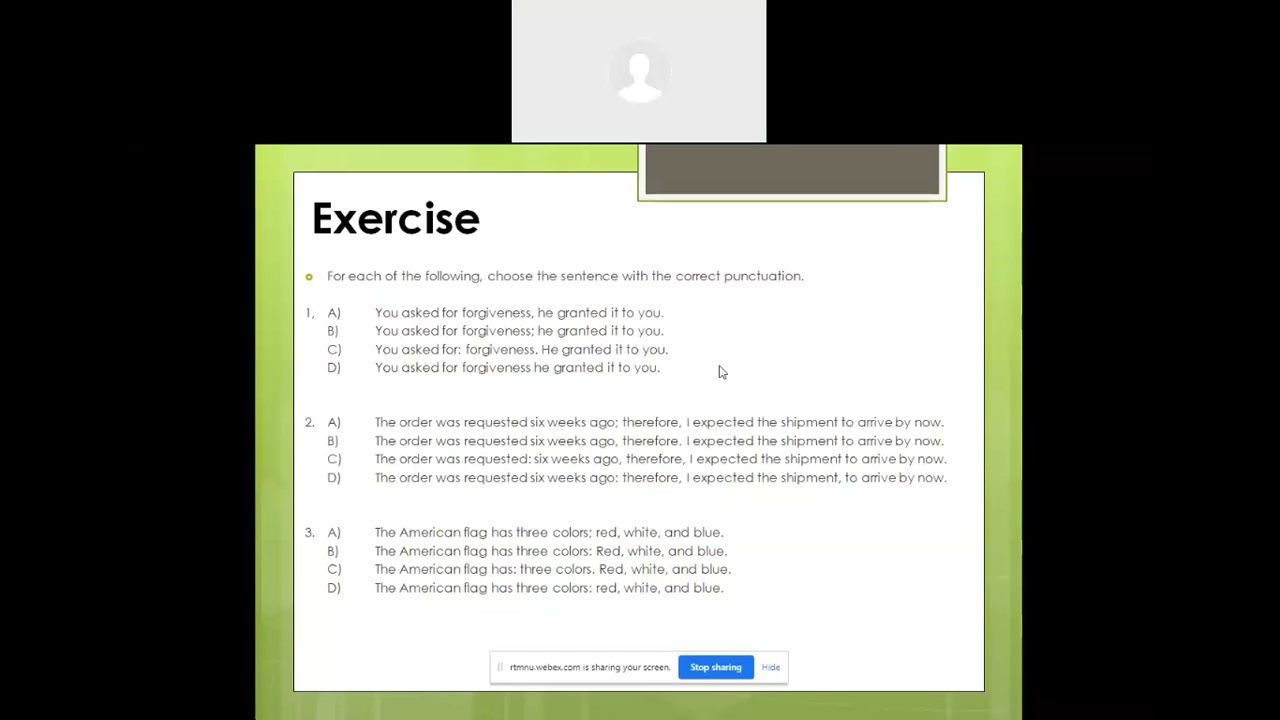 Exercise
For each of the following, choose the sentence with the correct punctuation.
1, A) You asked for forgiveness, he granted it to you.
B) You asked for forgiveness; he granted it to you.
C) You asked for: forgiveness. He granted it to you.
D) You asked for forgiveness he granted it to you.
2. A) The order was requested six weeks ago; therefore, I expected the shipment to arrive by now.
B) The order was requested six weeks ago, therefore. I expected the shipment to arrive by now.
C) The order was requested: six weeks ago, therefore, I expected the shipment to arrive by now.
D) The order was requested six weeks ago: therefore, I expected the shipment, to arrive by now.
3. A) The American flag has three colors; red, white, and blue.
B) The American flag has three colors: Red, white, and blue.
C) The American flag has: three colors. Red, white, and blue.
D) The American flag has three colors: red, white, and blue.
rtmnu.webex.com is sharing your screen. Stop sharing Hide